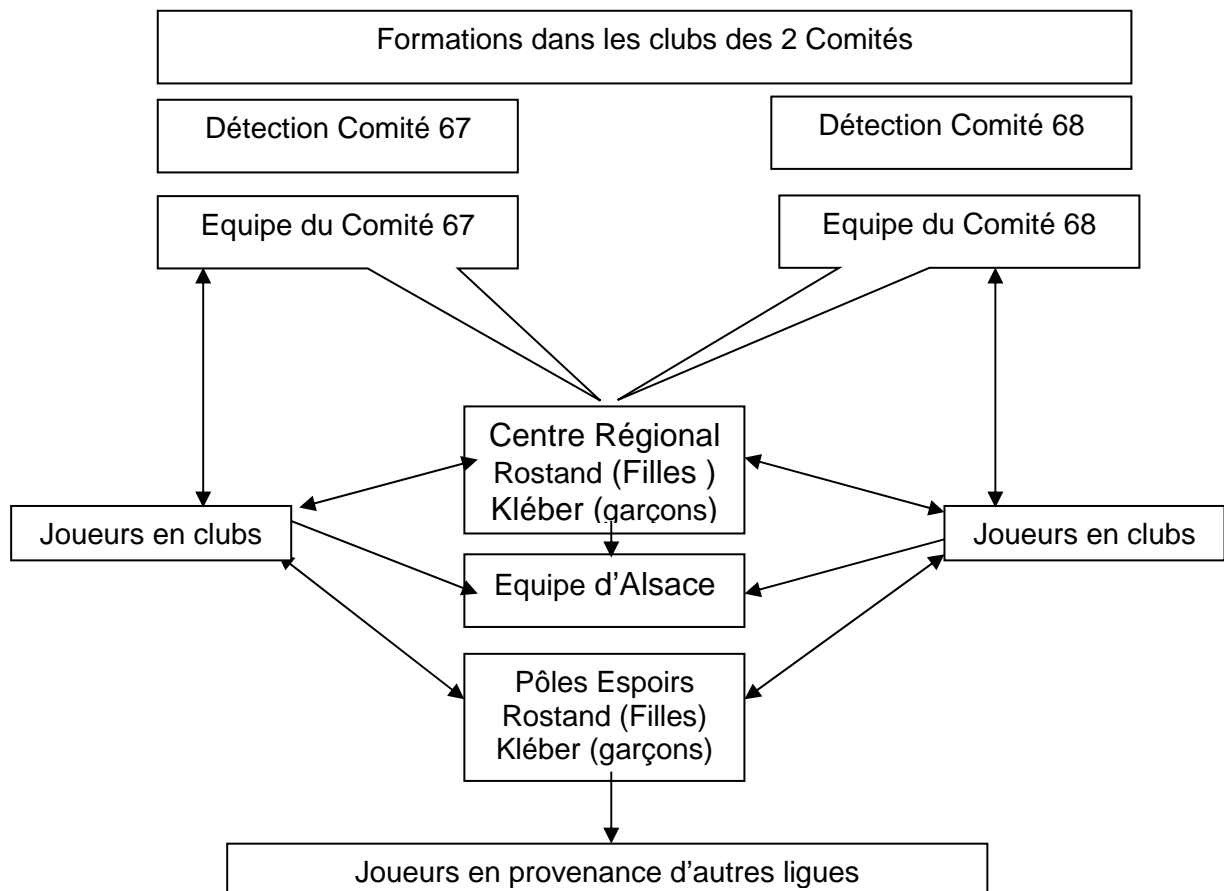 Formations dans les clubs des 2 Comités
Détection Comité 67
Détection Comité 68
Equipe du Comité 67
Equipe du Comité 68
Centre Régional
Rostand (Filles )
Kléber (garçons)
Joueurs en clubs
Joueurs en clubs
Equipe d’Alsace
Pôles Espoirs
Rostand (Filles)
Kléber (garçons)
Joueurs en provenance d’autres ligues